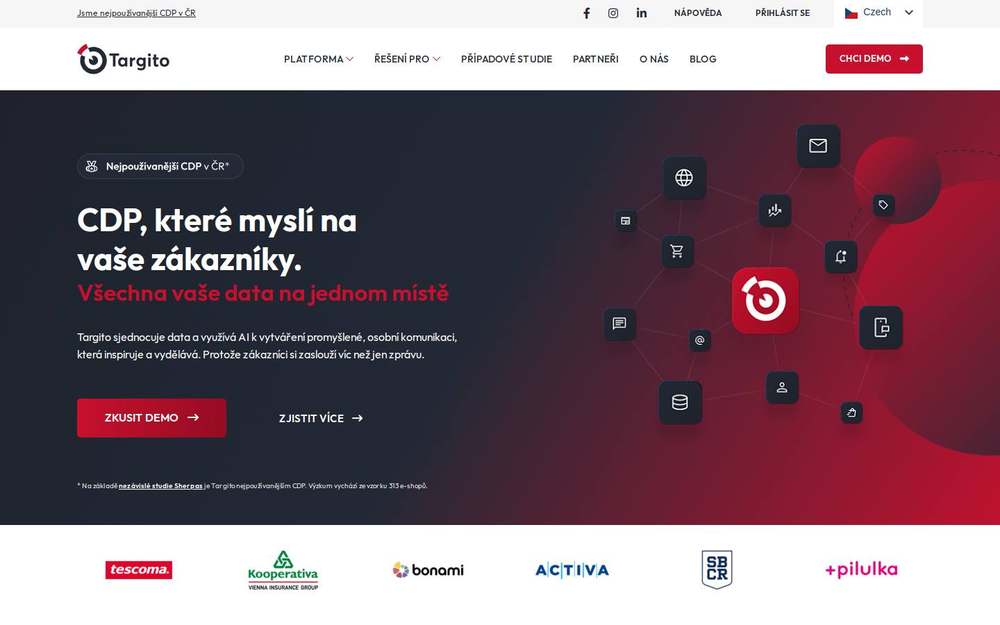 Jsme nejpoužívanější CDP v ČR
NÁPOVĚDA
PŘIHLÁSIT SE
Czech
Targito
PLATFORMA
ŘEŠENÍ PRO
PŘÍPADOVÉ STUDIE
PARTNEŘI
O NÁS
BLOG
CHCI DEMO
Nejpoužívanější CDP v ČR*
CDP, které myslí na
vaše zákazníky.
Všechna vaše data na jednom místě
Targito sjednocuje data a využívá AI k vytváření promyšlené, osobní komunikaci,
která inspiruje a vydělává. Protože zákazníci si zaslouží víc než jen zprávu.
ZKUSIT DEMO
ZJISTIT VÍCE
* Na základě nezávislé studie Sherpas je Targito nejpoužívanějším CDP. Výzkum vychází ze vzorku 313 e-shopů.
tescoma.
Kooperativa
VIENNA INSURANCE GROUP
bonami
ACTIVA
SB
CR
+pilulka